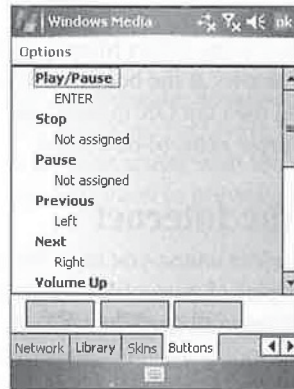 Windows Media ok
Options
Play/Pause
ENTER
Stop
Not assigned
Pause
Not assigned
Previous
Left
Next
Right
Volume Up
Network Library Skins Buttons